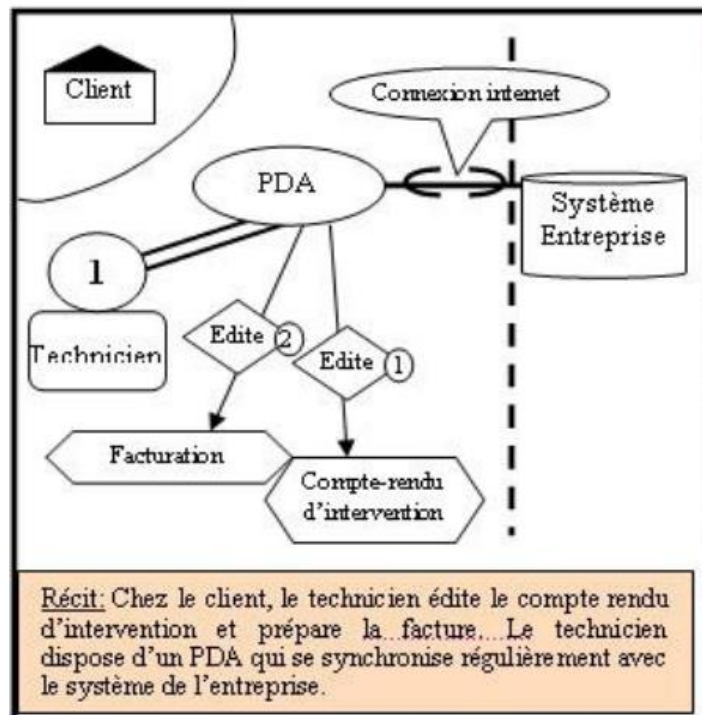 Client
Connexion internet
PDA
Système
Entreprise
1
Technicien
Edite 2
Edite 1
Facturation
Compte-rendu
d'intervention
Récit: Chez le client, le technicien édite le compte rendu
d'intervention et prépare la facture. Le technicien
dispose d'un PDA qui se synchronise régulièrement avec
le système de l'entreprise.